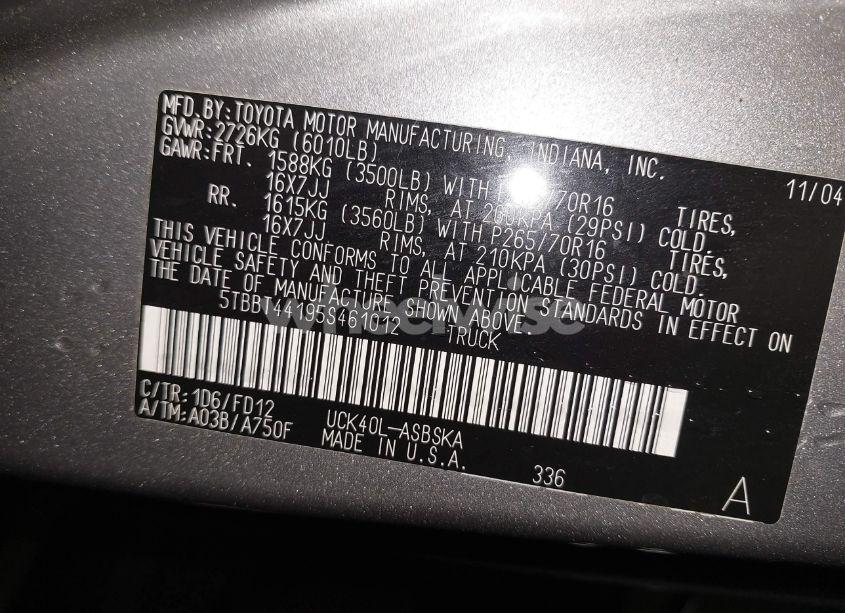 MFD.BY:TOYOTA MOTOR MANUFACTURING, INDIANA, INC. 11/04
GVWR:2726KG (6010LB)
GAWR:FRT. 1588KG (3500LB) WITH P265/70R16 TIRES,
16X7JJ RIMS, AT 200KPA (29PSI) COLD
RR. 1615KG (3560LB) WITH P265/70R16 TIRES,
16X7JJ RIMS, AT 210KPA (30PSI) COLD.
THIS VEHICLE CONFORMS TO ALL APPLICABLE FEDERAL MOTOR
VEHICLE SAFETY AND THEFT PREVENTION STANDARDS IN EFFECT ON
THE DATE OF MANUFACTURE SHOWN ABOVE.
5TBBT44195S461012 TRUCK
wheelwise
C/TR:1D6/FD12
A/TM:A03B/A750F
UCK40L-ASBSKA
MADE IN U.S.A.
336
A